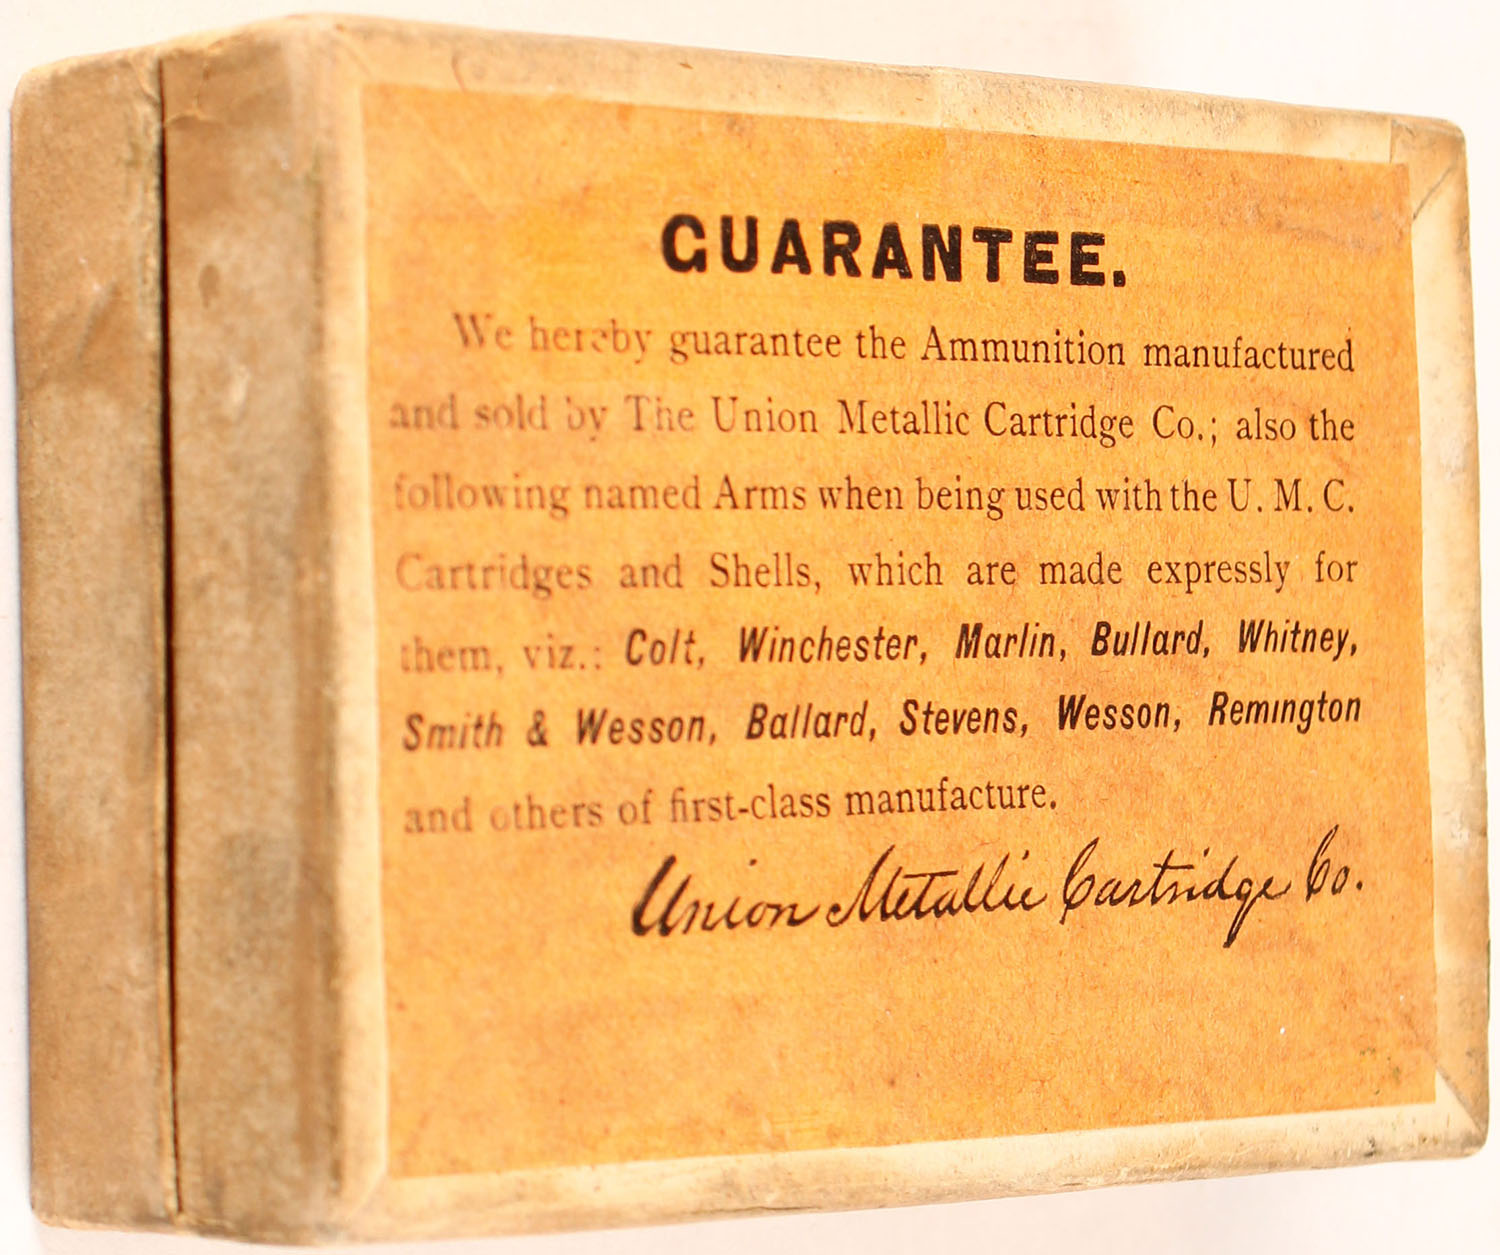 GUARANTEE.
We hereby guarantee the Ammunition manufactured
and sold by The Union Metallic Cartridge Co.; also the
following named Arms when being used with the U. M. C.
Cartridges and Shells, which are made expressly for
them, viz.: Colt, Winchester, Marlin, Bullard, Whitney,
Smith & Wesson, Ballard, Stevens, Wesson, Remington
and others of first-class manufacture.
Union Metallic Cartridge Co.